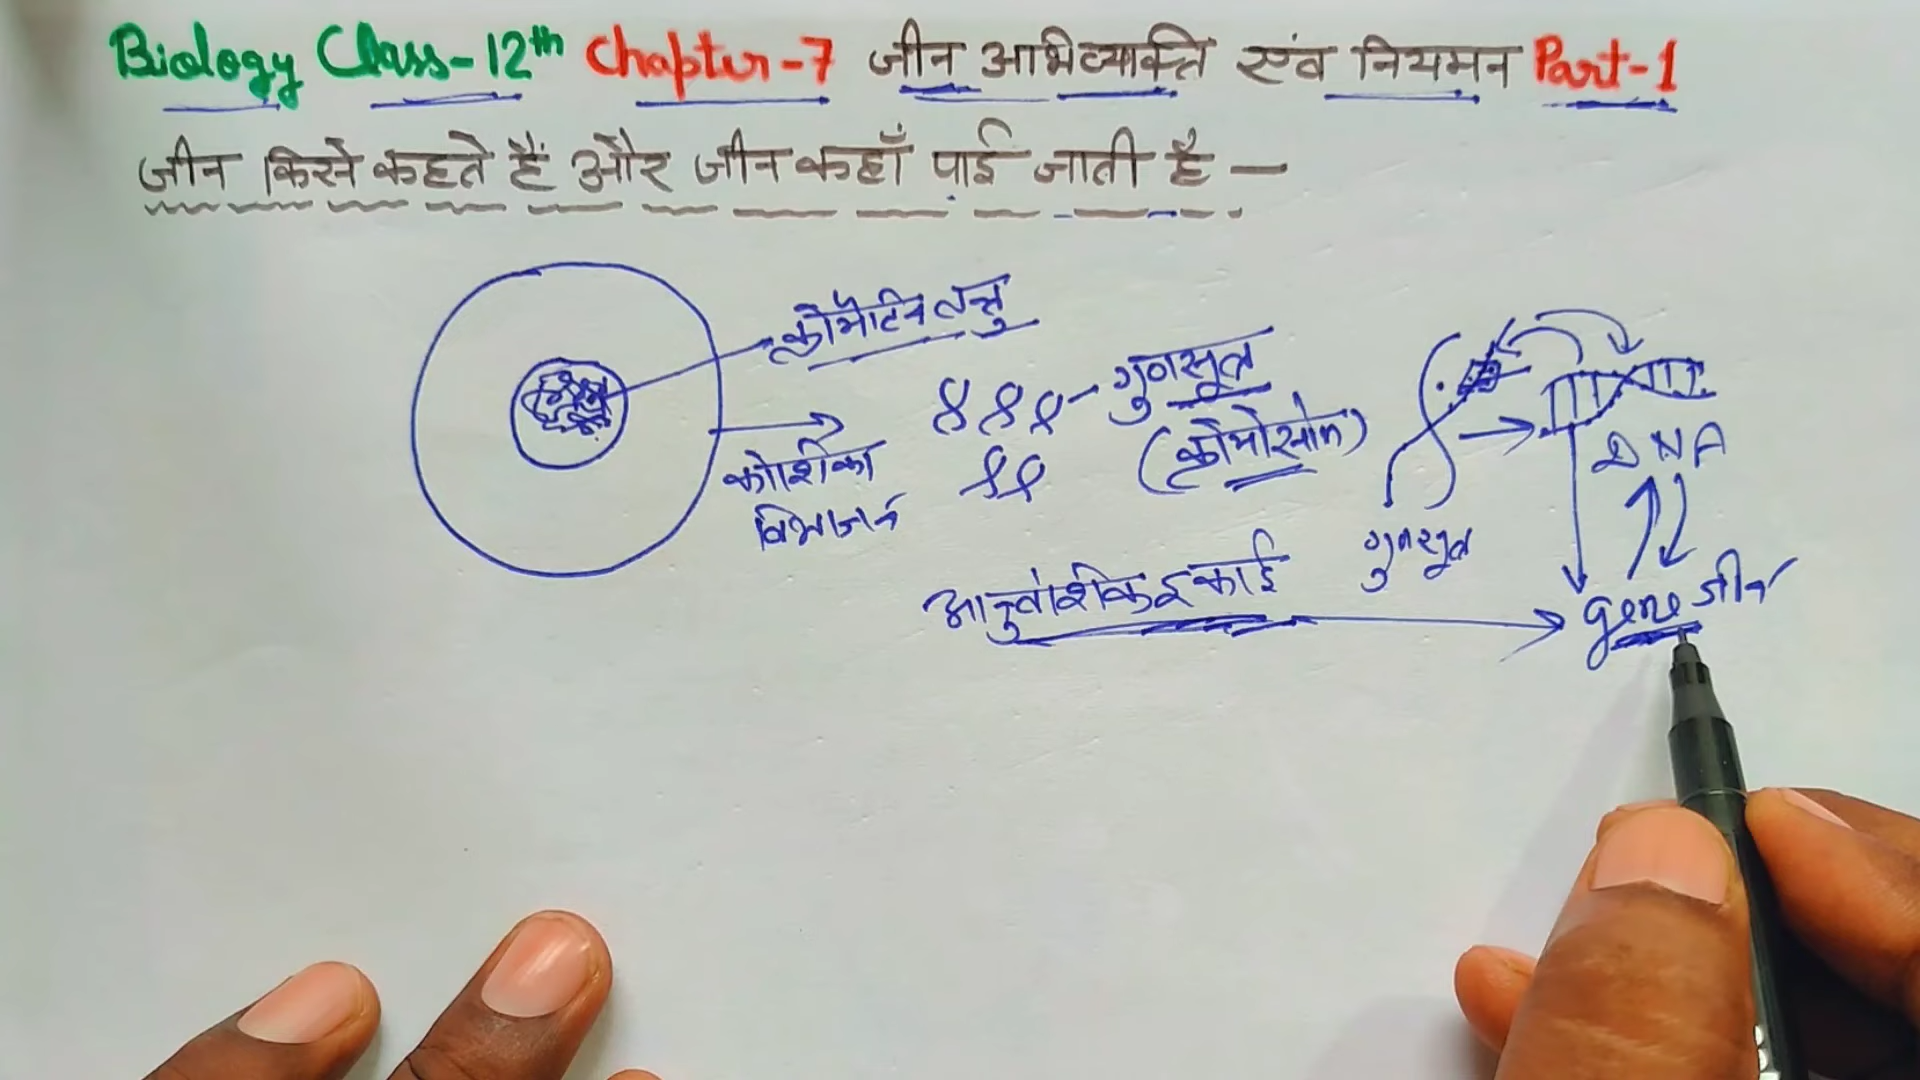 Biology Class-12th Chapter-7 जीन अभिव्यक्ति एंव नियमन Part-1
जीन किसे कहते हैं और जीन कहाँ पाई जाती है –
क्रोमैटिन तन्तु
गुणसूत्र
(क्रोमोसोम)
कोशिका
विभाजन
DNA
गुणसूत्र
आनुवांशिक इकाई
gene जीन